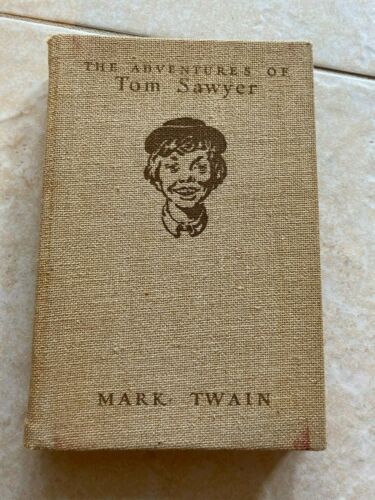 THE ADVENTURES OF
Tom Sawyer
MARK TWAIN